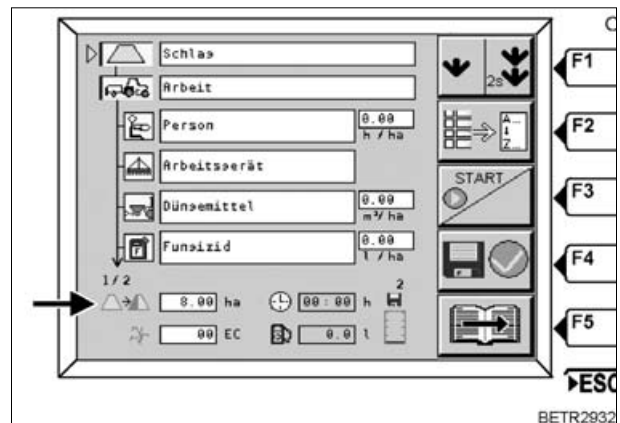 Schlag
F1
2s
Arbeit
Person 0.00 h / ha
F2
A...
Z...
Arbeitsgerät
START
F3
Düngemittel 0.00 m³/ ha
Fungizid 0.00 l / ha
F4
1/2
2
8.00 ha 00:00 h
00 EC 0.0 l
F5
ESC
BETR2932